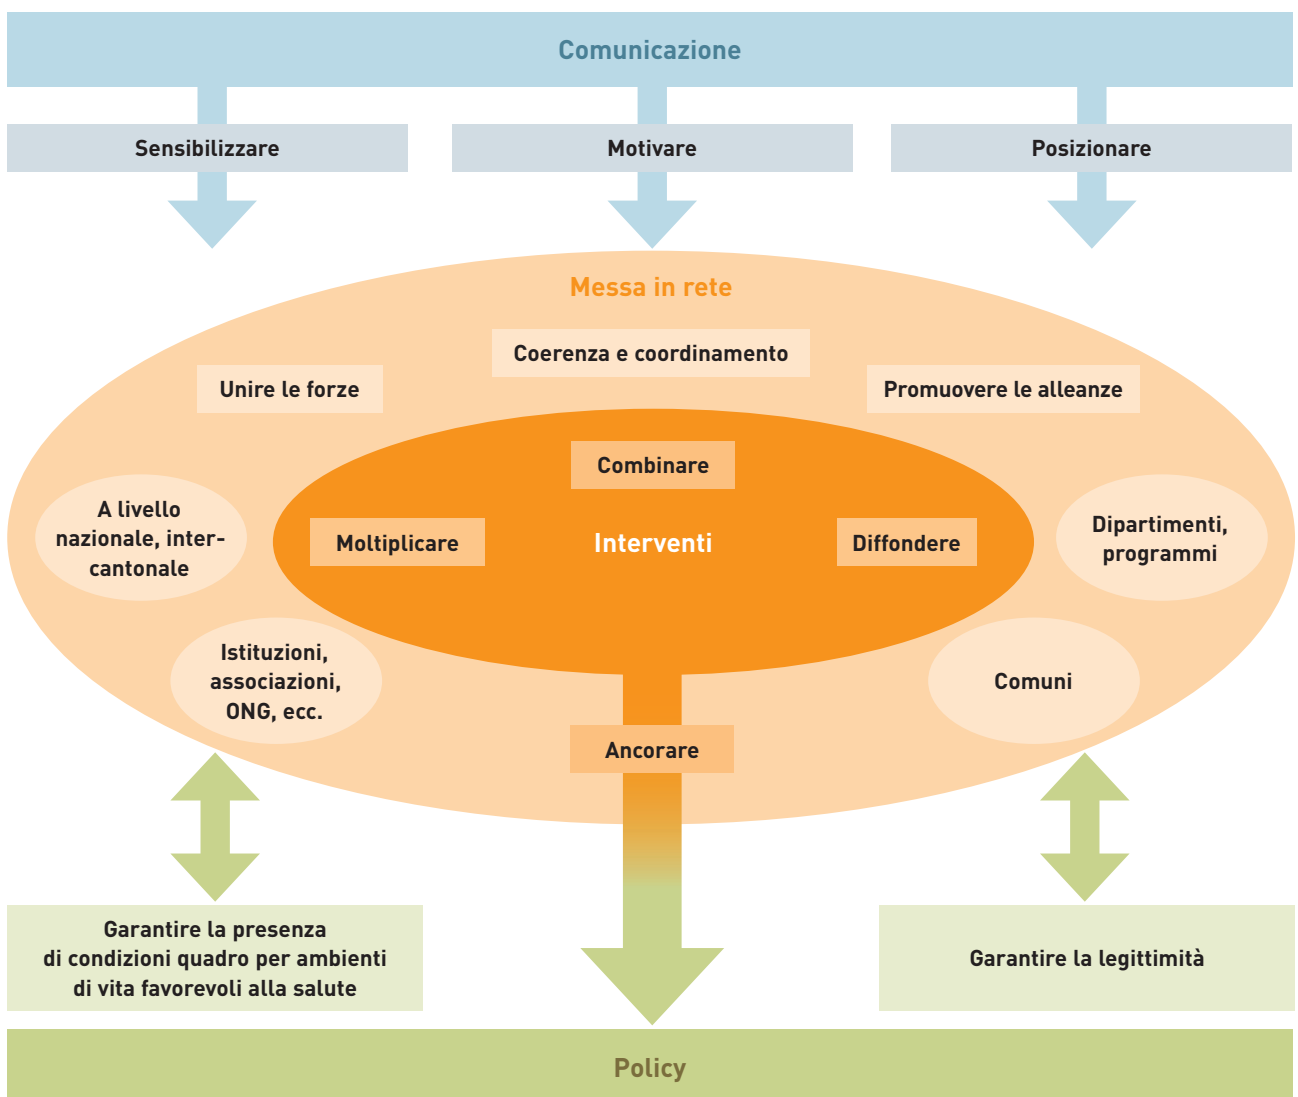 Comunicazione
Sensibilizzare
Motivare
Posizionare
Messa in rete
Coerenza e coordinamento
Unire le forze
Promuovere le alleanze
Combinare
A livello
nazionale, inter-
cantonale
Moltiplicare
Interventi
Diffondere
Dipartimenti,
programmi
Istituzioni,
associazioni,
ONG, ecc.
Comuni
Ancorare
Garantire la presenza
di condizioni quadro per ambienti
di vita favorevoli alla salute
Garantire la legittimità
Policy